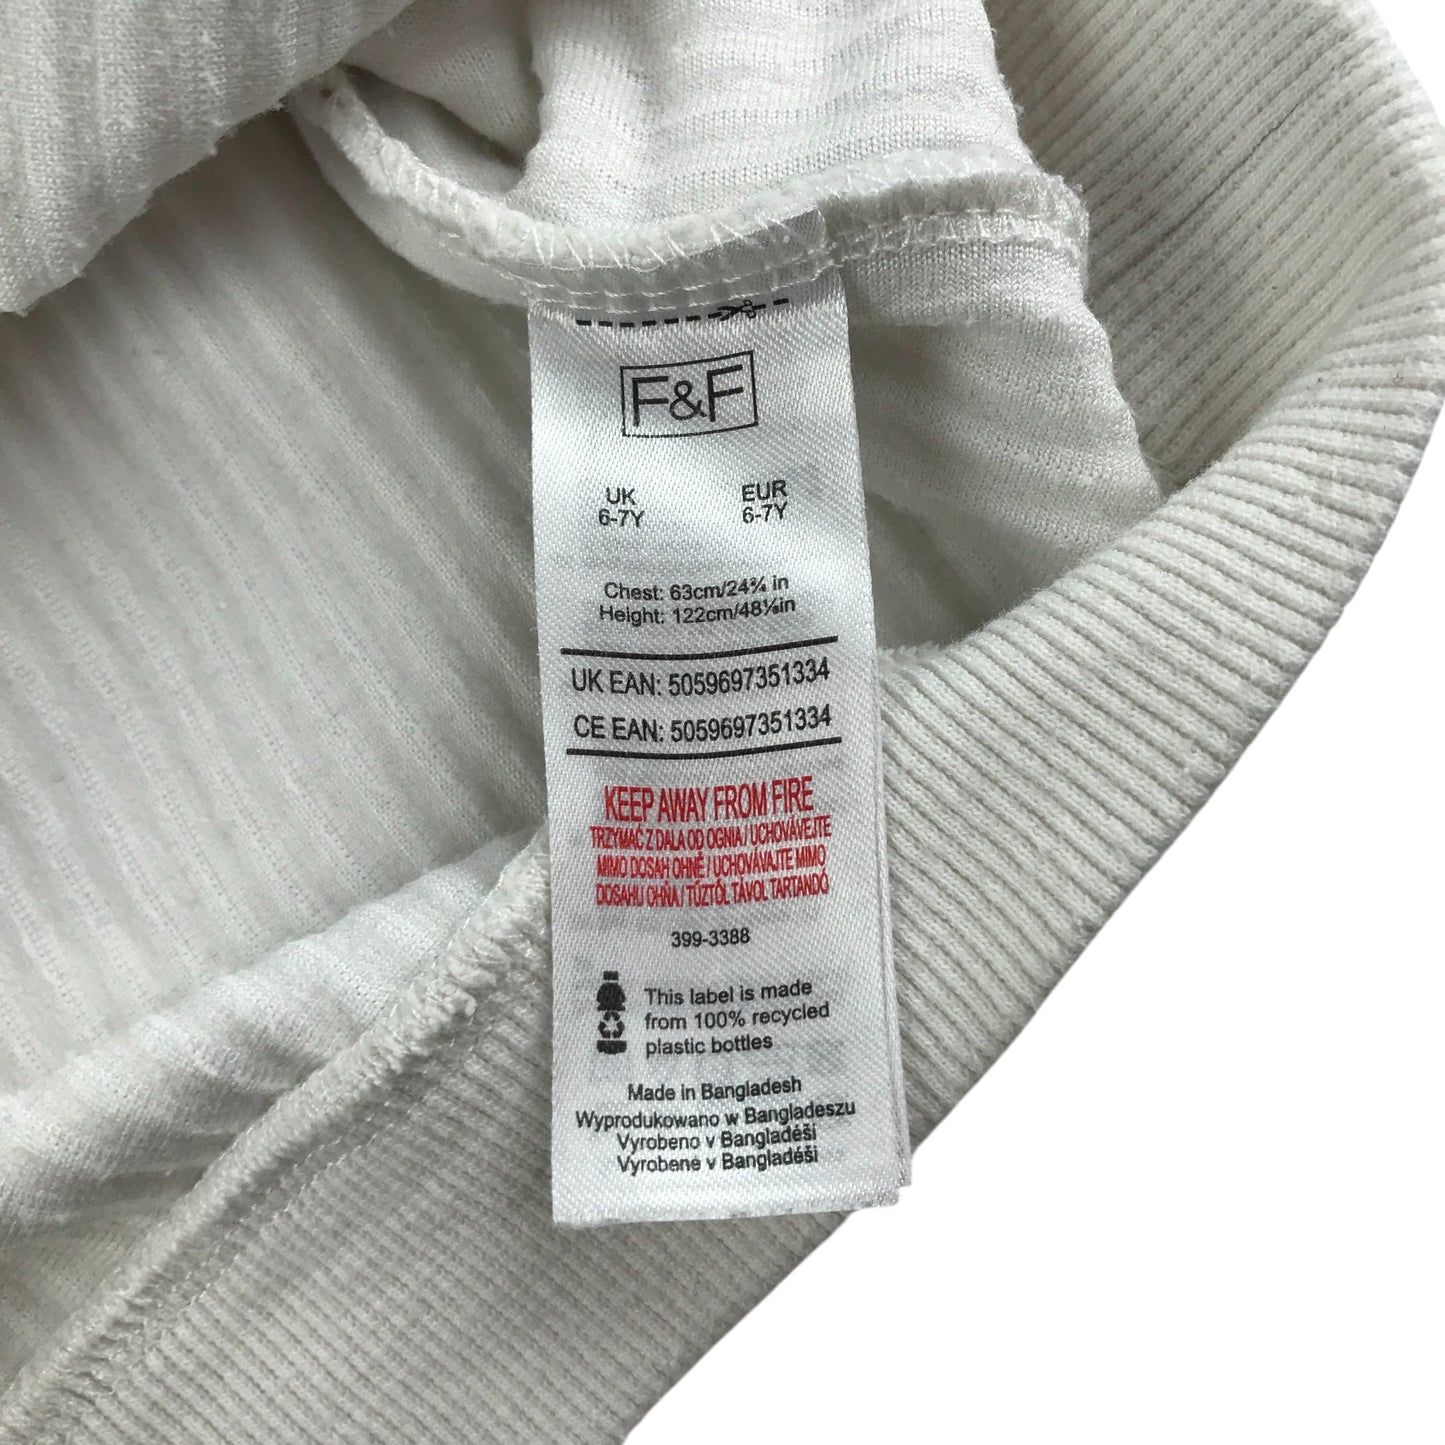 F&F
UK EUR
6-7Y 6-7Y
Chest: 63cm/24¾ in
Height: 122cm/48⅛in
UK EAN: 5059697351334
CE EAN: 5059697351334
KEEP AWAY FROM FIRE
TRZYMAĆ Z DALA OD OGNIA / UCHOVÁVEJTE
MIMO DOSAH OHNĚ / UCHOVÁVAJTE MIMO
DOSAHU OHŇA / TŰZTŐL TÁVOL TARTANDÓ
399-3388
This label is made
from 100% recycled
plastic bottles
Made in Bangladesh
Wyprodukowano w Bangladeszu
Vyrobeno v Bangladéši
Vyrobene v Bangladéši